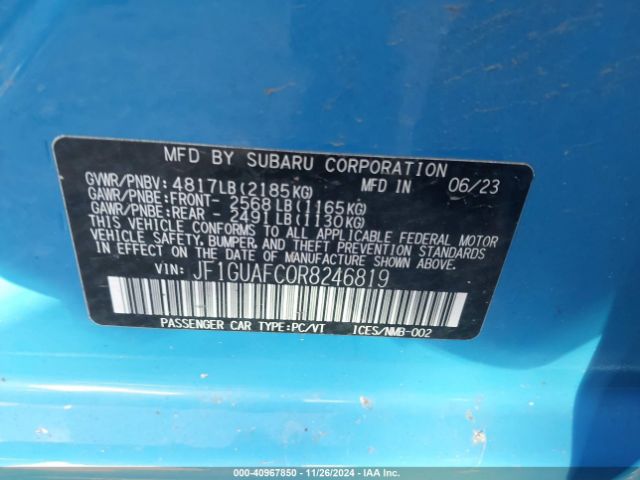 MFD BY SUBARU CORPORATION
GVWR/PNBV: 4817LB(2185KG) MFD IN 06/23
GAWR/PNBE:FRONT- 2568LB(1165KG)
GAWR/PNBE:REAR - 2491LB(1130KG)
THIS VEHICLE CONFORMS TO ALL APPLICABLE FEDERAL MOTOR
VEHICLE SAFETY, BUMPER, AND THEFT PREVENTION STANDARDS
IN EFFECT ON THE DATE OF MANUFACTURE SHOWN ABOVE.
VIN: JF1GUAFC0R8246819
PASSENGER CAR TYPE:PC/VT ICES/NMB-002
000-40967850 | 11/26/2024 - IAA Inc.